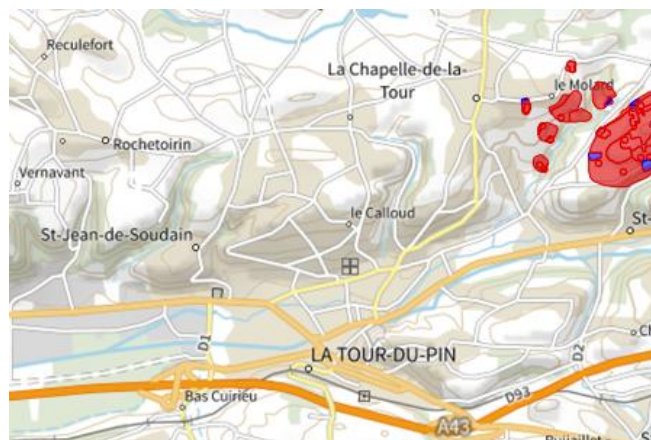 Reculefort
La Chapelle-de-la-
Tour
le Molard
Rochetoirin
Vernavant
le Calloud
St-Jean-de-Soudain
St-
D1
LA TOUR-DU-PIN
D2
Bas Cuirieu
D93
A43